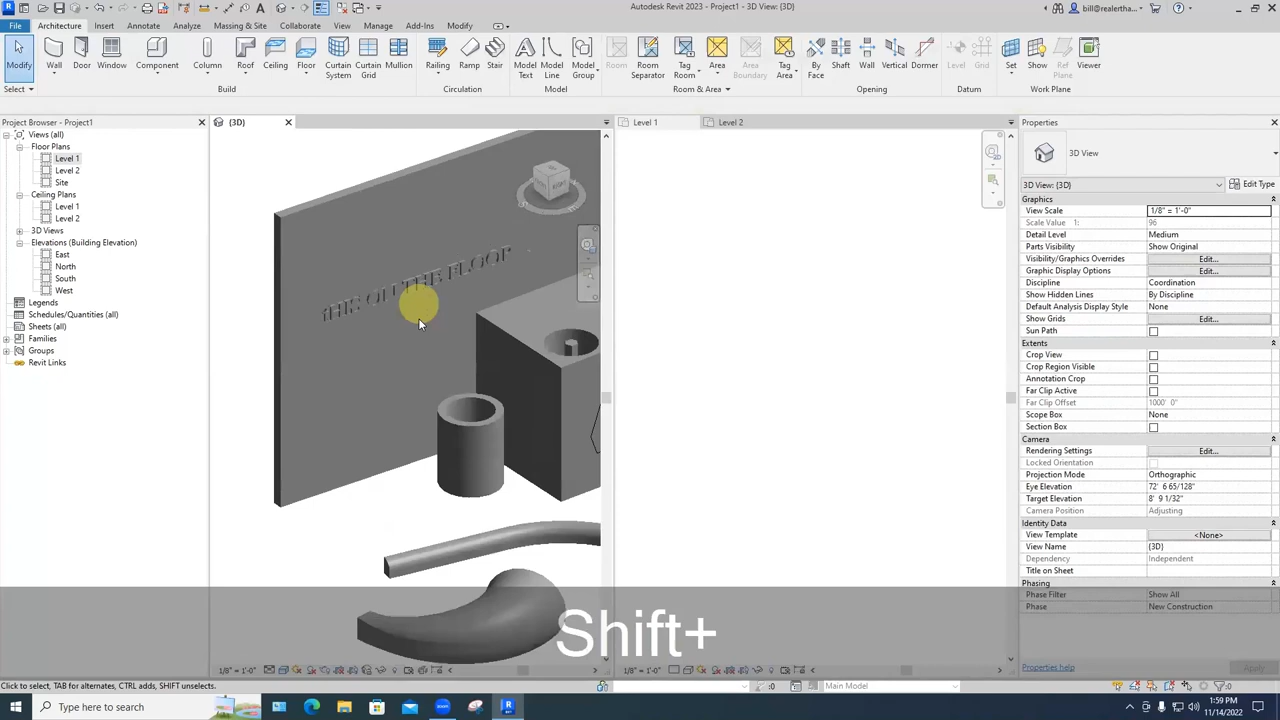 Autodesk Revit 2023 - Project1 - 3D View: {3D}
bill@realertha...
File Architecture Insert Annotate Analyze Massing & Site Collaborate View Manage Add-Ins Modify
Modify Wall Door Window Component Column Roof Ceiling Floor Curtain System Curtain Grid Mullion Railing Ramp Stair Model Text Model Line Model Group Room Room Separator Tag Room Area Area Boundary Tag Area By Face Shaft Wall Vertical Dormer Level Grid Set Show Ref Plane Viewer
Select Build Circulation Model Room & Area Opening Datum Work Plane
Project Browser - Project1
Views (all)
Floor Plans
Level 1
Level 2
Site
Ceiling Plans
Level 1
Level 2
3D Views
Elevations (Building Elevation)
East
North
South
West
Legends
Schedules/Quantities (all)
Sheets (all)
Families
Groups
Revit Links
{3D}
Level 1
Level 2
tHIS ON THE FLOOR
Properties
3D View
3D View: {3D} Edit Type
Graphics
View Scale 1/8" = 1'-0"
Scale Value 1: 96
Detail Level Medium
Parts Visibility Show Original
Visibility/Graphics Overrides Edit...
Graphic Display Options Edit...
Discipline Coordination
Show Hidden Lines By Discipline
Default Analysis Display Style None
Show Grids Edit...
Sun Path
Extents
Crop View
Crop Region Visible
Annotation Crop
Far Clip Active
Far Clip Offset 1000' 0"
Scope Box None
Section Box
Camera
Rendering Settings Edit...
Locked Orientation
Projection Mode Orthographic
Eye Elevation 72' 6 65/128"
Target Elevation 8' 9 1/32"
Camera Position Adjusting
Identity Data
View Template <None>
View Name {3D}
Dependency Independent
Title on Sheet
Phasing
Phase Filter Show All
Phase New Construction
Properties help Apply
Shift+
1/8" = 1'-0"
1/8" = 1'-0"
Click to select, TAB for alternates, CTRL adds, SHIFT unselects.
:0
Main Model
:0
Type here to search
1:59 PM
11/14/2022